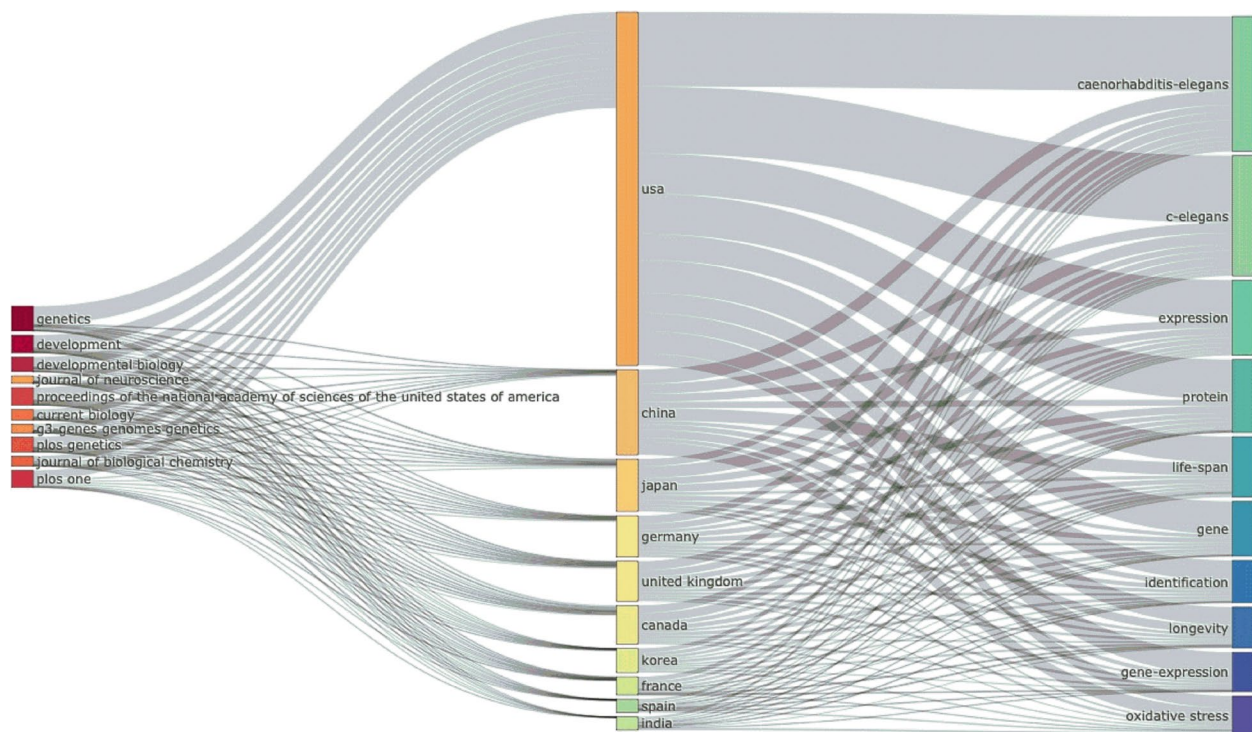 genetics
development
developmental biology
journal of neuroscience
proceedings of the national academy of sciences of the united states of america
current biology
g3-genes genomes genetics
plos genetics
journal of biological chemistry
plos one
usa
china
japan
germany
united kingdom
canada
korea
france
spain
india
caenorhabditis-elegans
c-elegans
expression
protein
life-span
gene
identification
longevity
gene-expression
oxidative stress